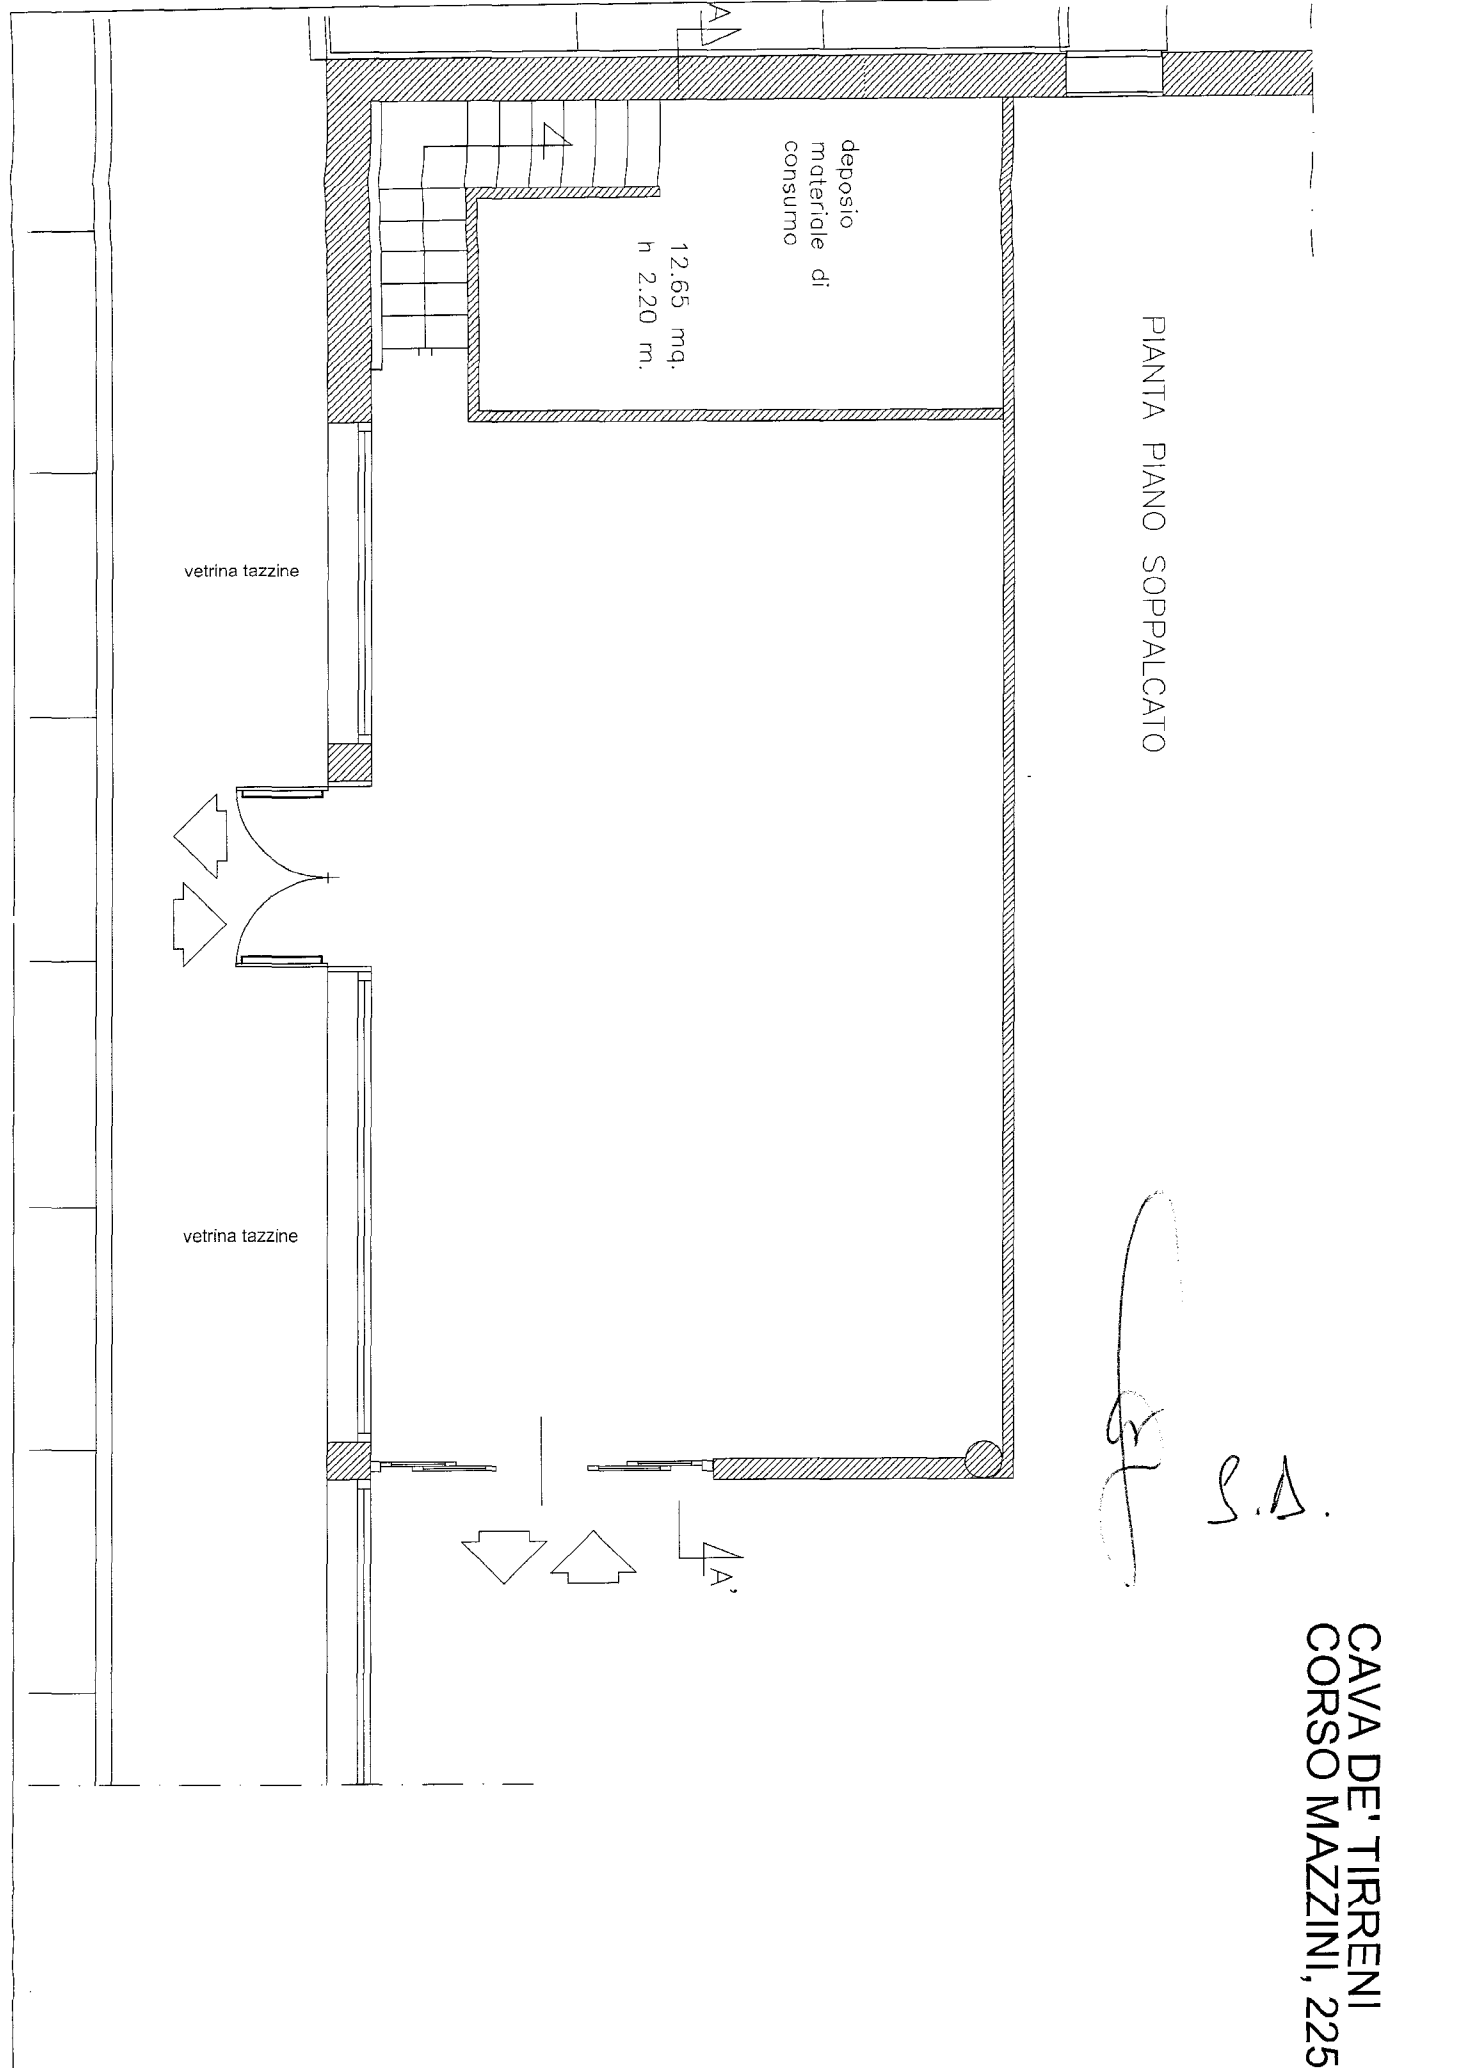 A
deposio
materiale di
consumo
12.65 mq.
h 2.20 m.
PIANTA PIANO SOPPALCATO
vetrina tazzine
vetrina tazzine
A'
S.A.
CAVA DE' TIRRENI
CORSO MAZZINI, 225